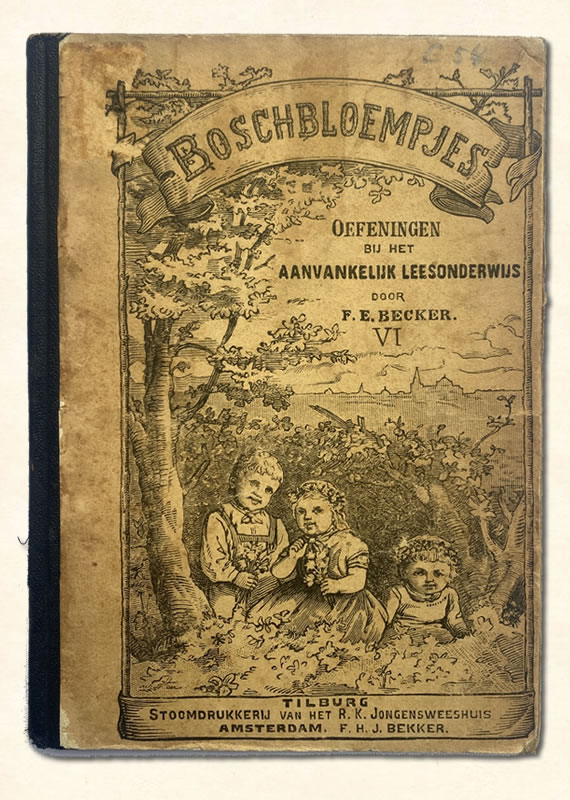 BOSCHBLOEMPJES
OEFENINGEN
BIJ HET
AANVANKELIJK LEESONDERWIJS
DOOR
F. E. BECKER.
VI
TILBURG
STOOMDRUKKERIJ VAN HET R. K. JONGENSWEESHUIS
AMSTERDAM. F. H. J. BEKKER.